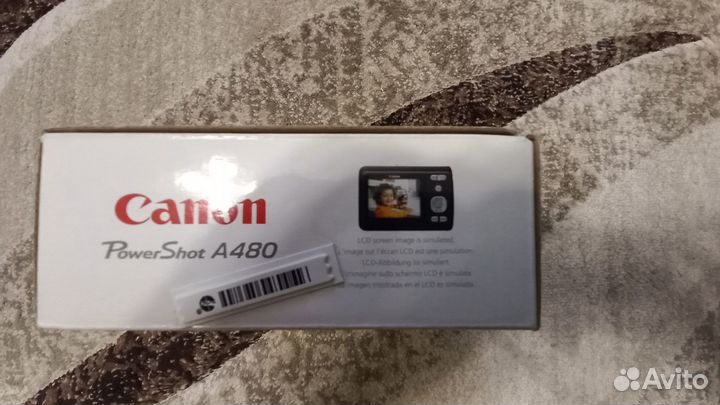 Canon
PowerShot A480
LCD screen image is simulated.
L'image sur l'écran LCD est une simulation.
LCD-Abbildung ist simuliert.
L'immagine sullo schermo LCD è simulata.
imagen mostrada en el LCD es simulada.
Avito